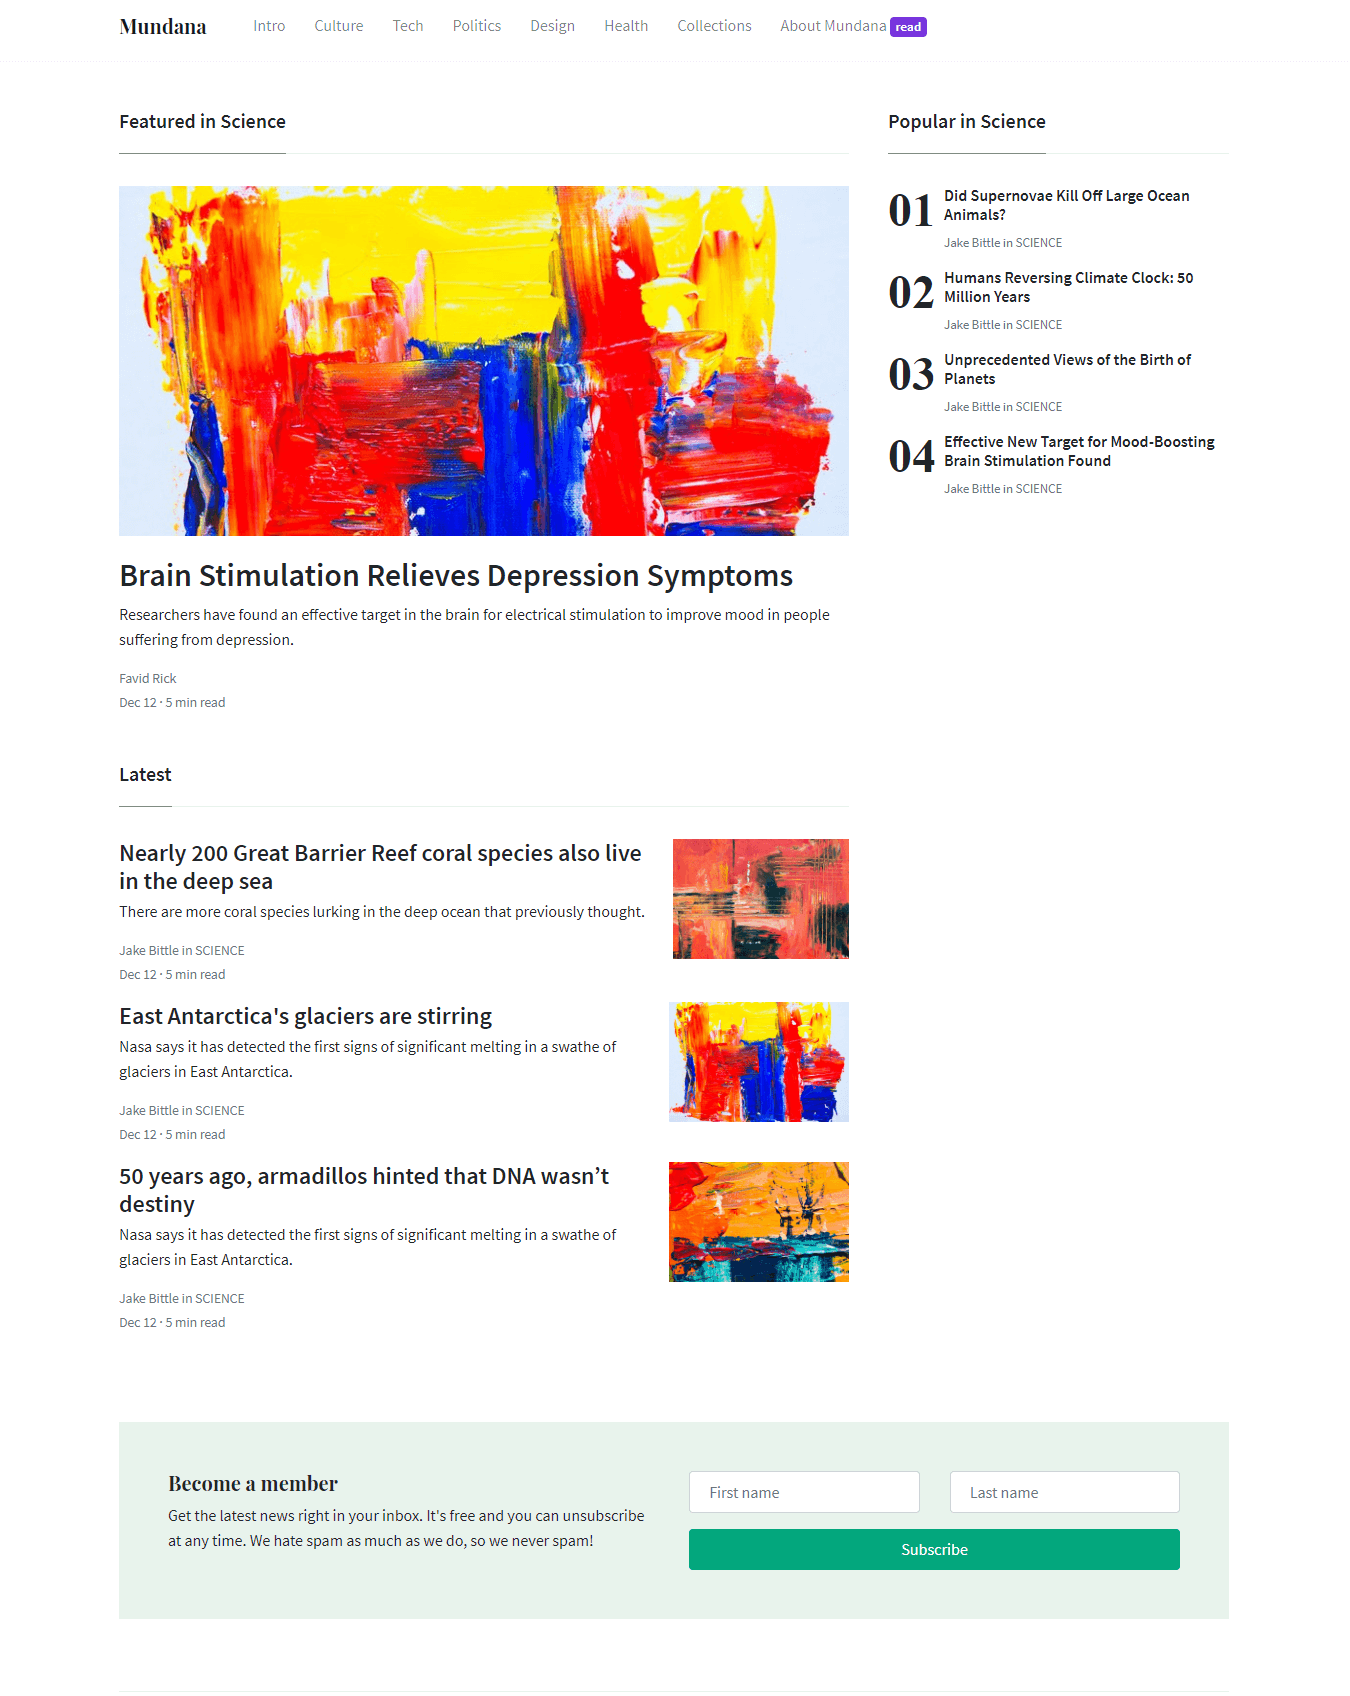 Mundana Intro Culture Tech Politics Design Health Collections About Mundana read
Featured in Science
Brain Stimulation Relieves Depression Symptoms
Researchers have found an effective target in the brain for electrical stimulation to improve mood in people
suffering from depression.
Favid Rick
Dec 12 · 5 min read
Popular in Science
01
Did Supernovae Kill Off Large Ocean
Animals?
Jake Bittle in SCIENCE
02
Humans Reversing Climate Clock: 50
Million Years
Jake Bittle in SCIENCE
03
Unprecedented Views of the Birth of
Planets
Jake Bittle in SCIENCE
04
Effective New Target for Mood-Boosting
Brain Stimulation Found
Jake Bittle in SCIENCE
Latest
Nearly 200 Great Barrier Reef coral species also live
in the deep sea
There are more coral species lurking in the deep ocean that previously thought.
Jake Bittle in SCIENCE
Dec 12 · 5 min read
East Antarctica's glaciers are stirring
Nasa says it has detected the first signs of significant melting in a swathe of
glaciers in East Antarctica.
Jake Bittle in SCIENCE
Dec 12 · 5 min read
50 years ago, armadillos hinted that DNA wasn’t
destiny
Nasa says it has detected the first signs of significant melting in a swathe of
glaciers in East Antarctica.
Jake Bittle in SCIENCE
Dec 12 · 5 min read
Become a member
Get the latest news right in your inbox. It's free and you can unsubscribe
at any time. We hate spam as much as we do, so we never spam!
First name
Last name
Subscribe